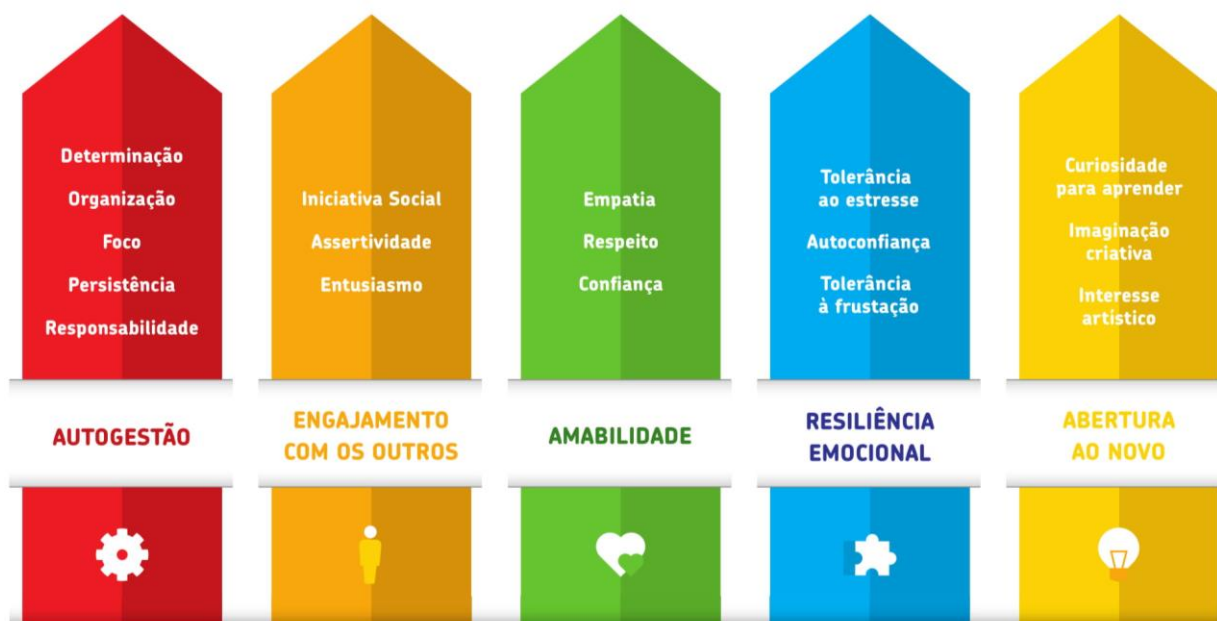 Determinação
Organização
Foco
Persistência
Responsabilidade
AUTOGESTÃO
Iniciativa Social
Assertividade
Entusiasmo
ENGAJAMENTO
COM OS OUTROS
Empatia
Respeito
Confiança
AMABILIDADE
Tolerância
ao estresse
Autoconfiança
Tolerância
à frustação
RESILIÊNCIA
EMOCIONAL
Curiosidade
para aprender
Imaginação
criativa
Interesse
artístico
ABERTURA
AO NOVO